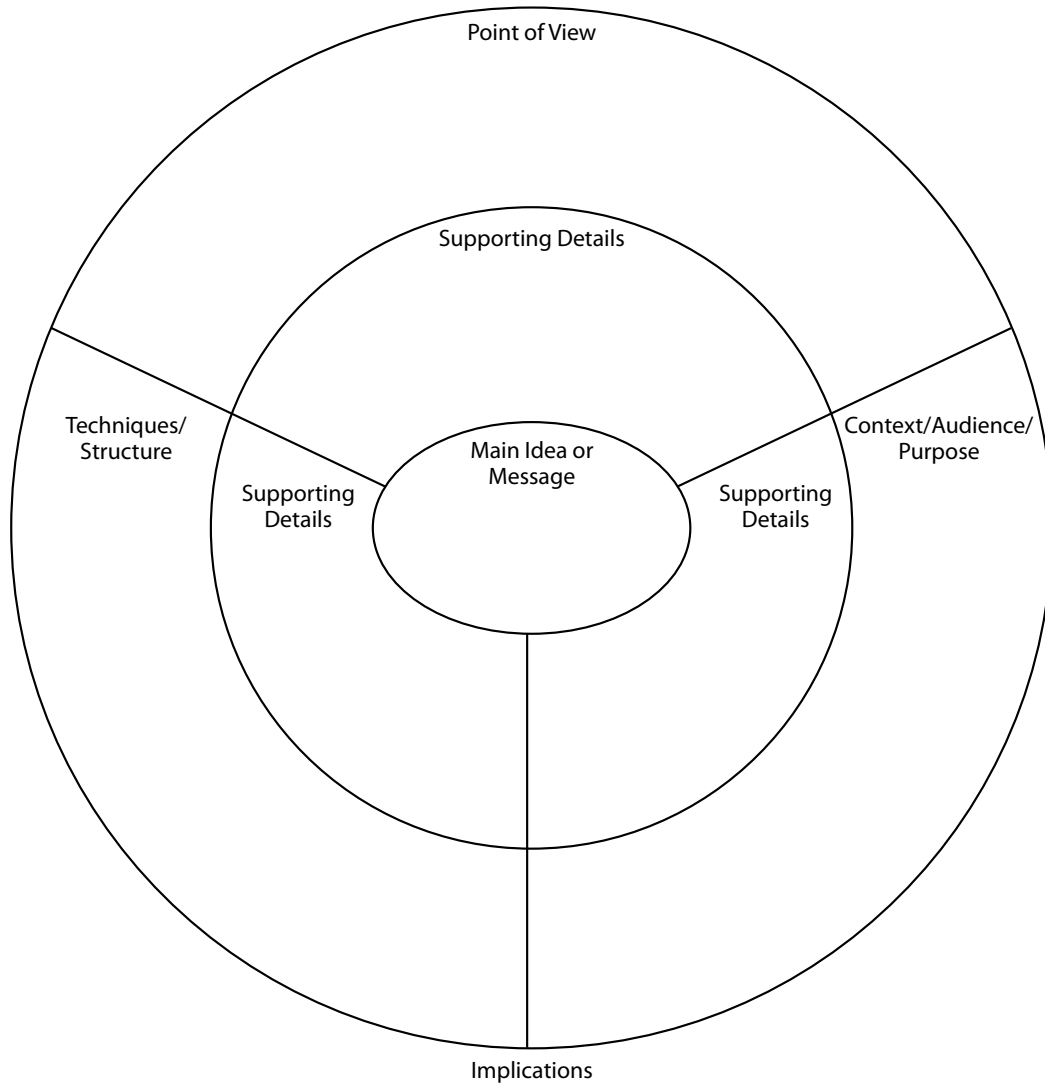 Point of View
Supporting Details
Techniques/
Structure
Main Idea or
Message
Context/Audience/
Purpose
Supporting
Details
Supporting
Details
Implications